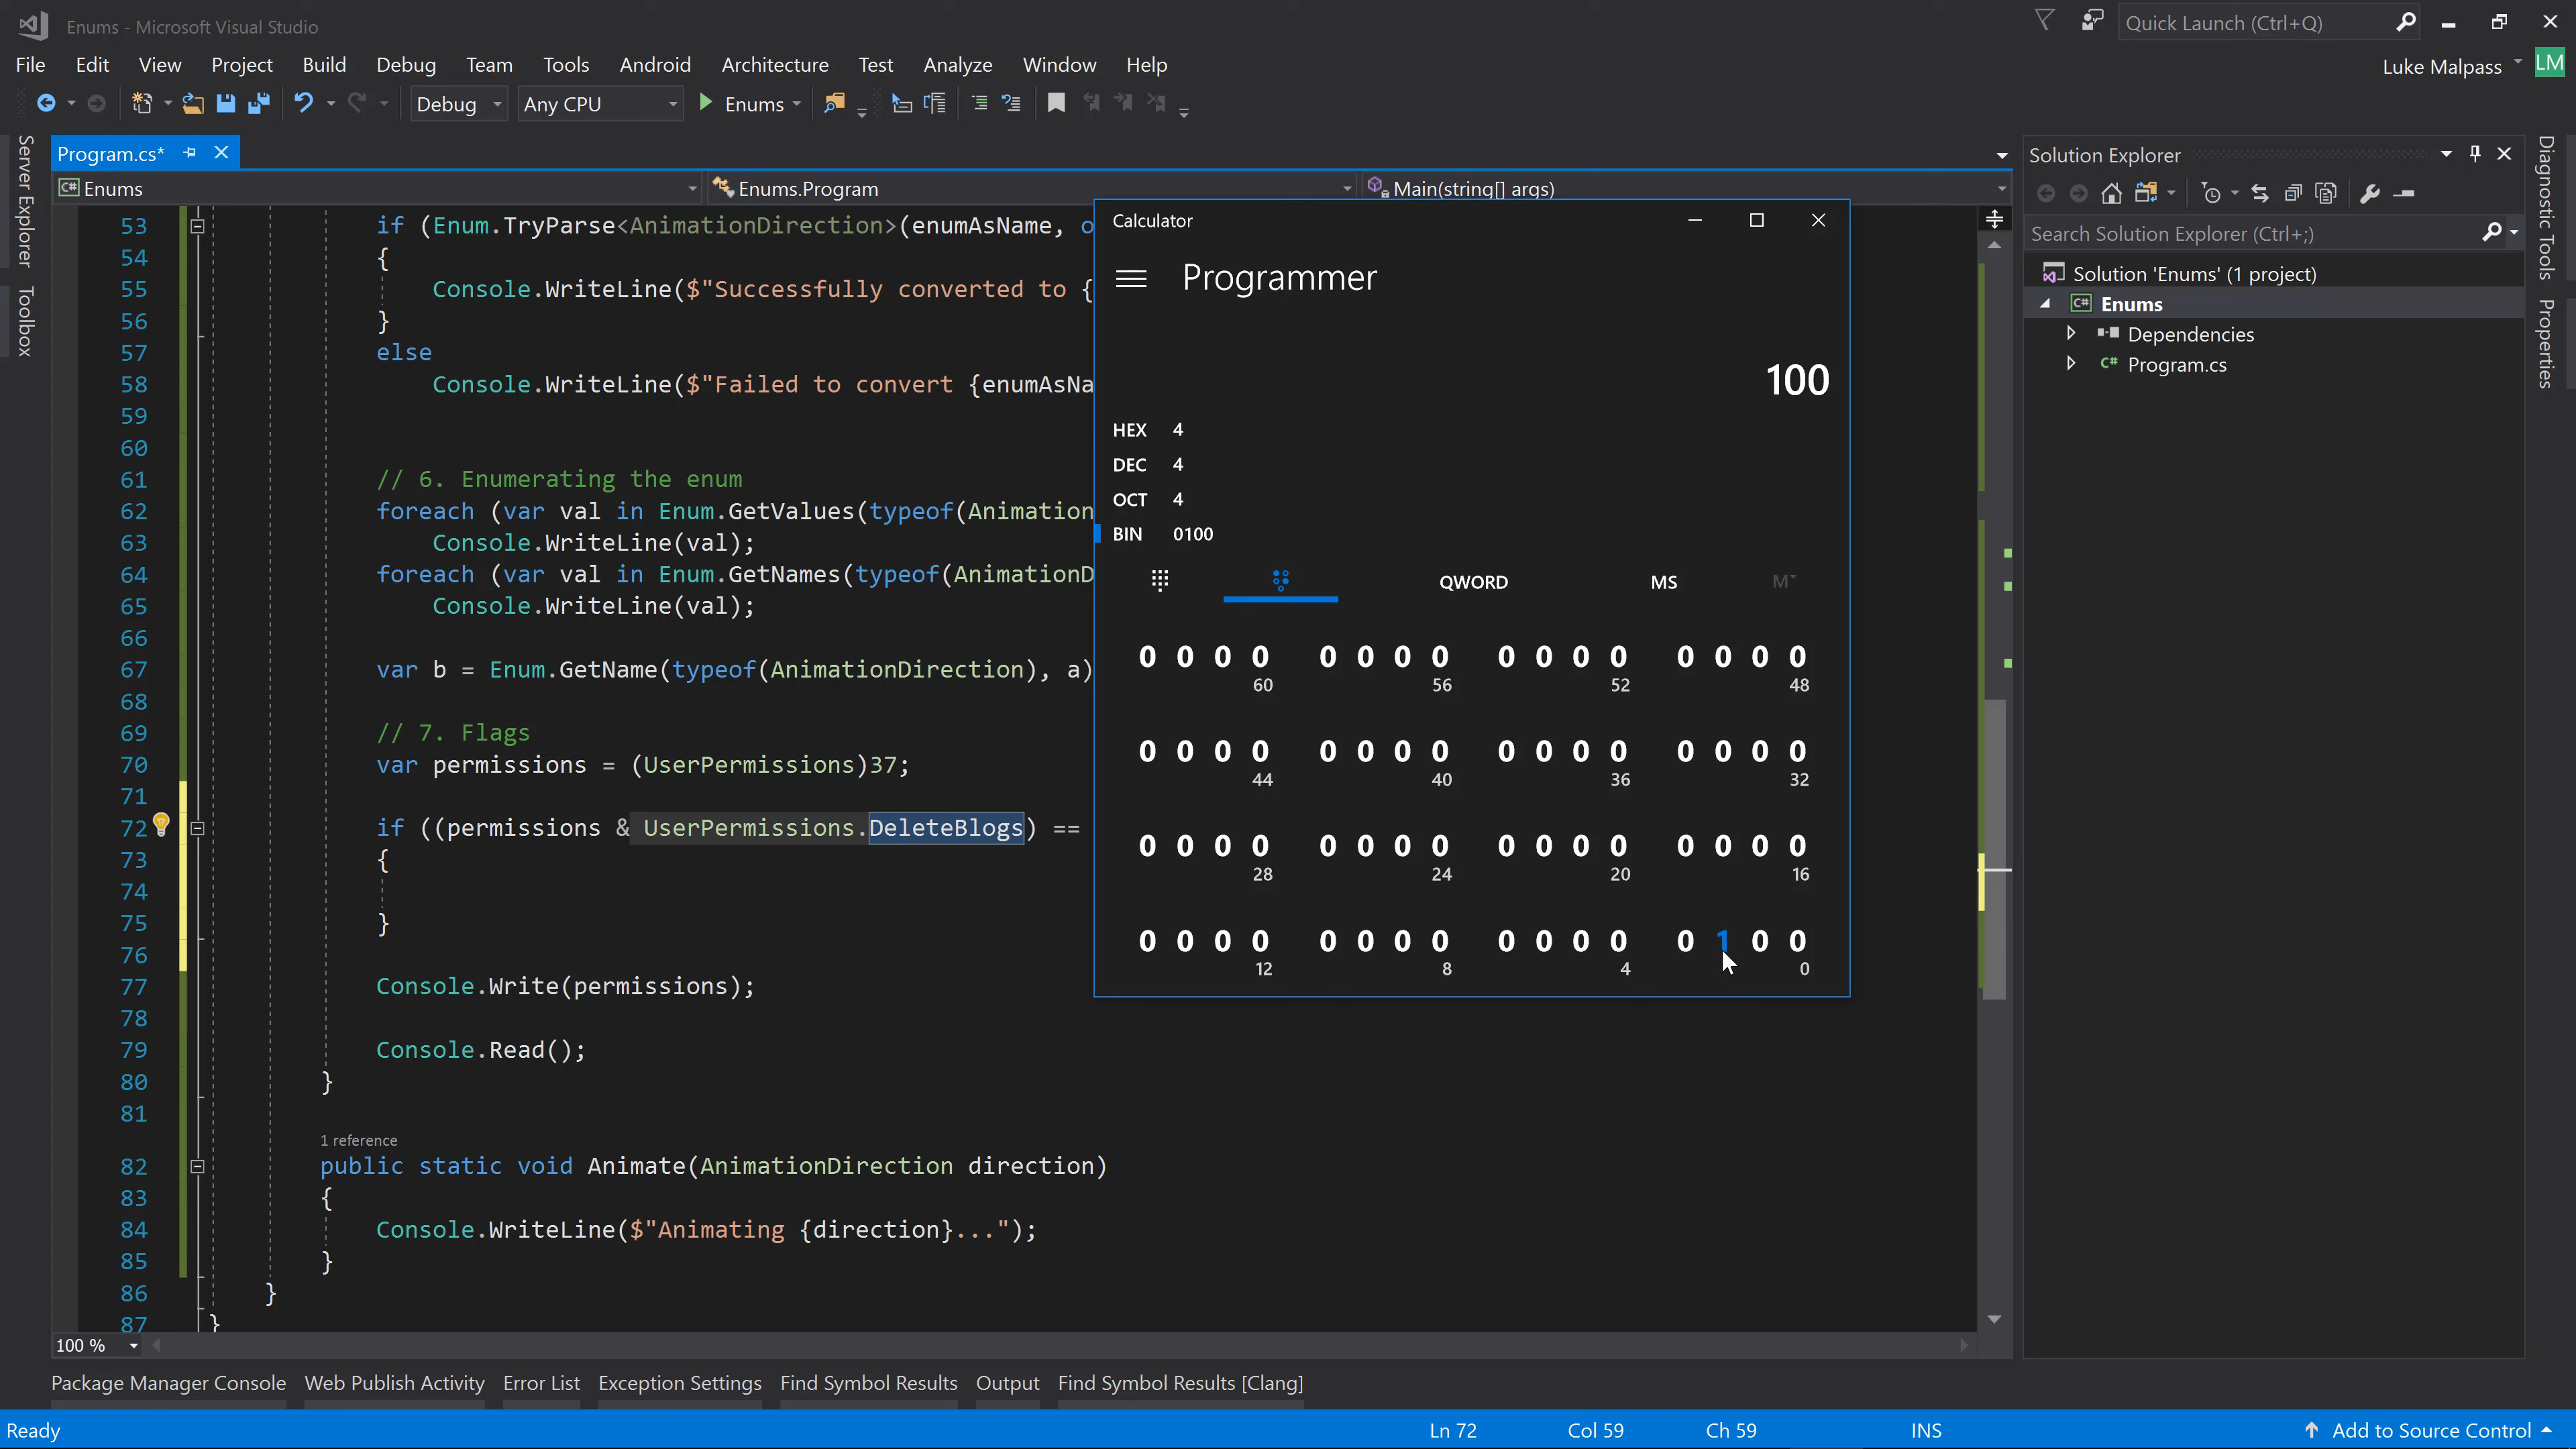 Enums - Microsoft Visual Studio
Quick Launch (Ctrl+Q)
File Edit View Project Build Debug Team Tools Android Architecture Test Analyze Window Help
Luke Malpass LM
Debug Any CPU Enums
Server Explorer
Toolbox
Program.cs*
Enums Enums.Program Main(string[] args)
53 if (Enum.TryParse<AnimationDirection>(enumAsName, o
54 {
55 Console.WriteLine($"Successfully converted to {
56 }
57 else
58 Console.WriteLine($"Failed to convert {enumAsNa
59
60
61 // 6. Enumerating the enum
62 foreach (var val in Enum.GetValues(typeof(Animation
63 Console.WriteLine(val);
64 foreach (var val in Enum.GetNames(typeof(AnimationD
65 Console.WriteLine(val);
66
67 var b = Enum.GetName(typeof(AnimationDirection), a)
68
69 // 7. Flags
70 var permissions = (UserPermissions)37;
71
72 if ((permissions & UserPermissions.DeleteBlogs) ==
73 {
74
75 }
76
77 Console.Write(permissions);
78
79 Console.Read();
80 }
81
1 reference
82 public static void Animate(AnimationDirection direction)
83 {
84 Console.WriteLine($"Animating {direction}...");
85 }
86 }
87 }
100 %
Calculator
Programmer
100
HEX 4
DEC 4
OCT 4
BIN 0100
QWORD MS M
0 0 0 0 0 0 0 0 0 0 0 0 0 0 0 0
60 56 52 48
0 0 0 0 0 0 0 0 0 0 0 0 0 0 0 0
44 40 36 32
0 0 0 0 0 0 0 0 0 0 0 0 0 0 0 0
28 24 20 16
0 0 0 0 0 0 0 0 0 0 0 0 0 1 0 0
12 8 4 0
Solution Explorer
Search Solution Explorer (Ctrl+;)
Solution 'Enums' (1 project)
C# Enums
Dependencies
C# Program.cs
Diagnostic Tools
Properties
Package Manager Console Web Publish Activity Error List Exception Settings Find Symbol Results Output Find Symbol Results [Clang]
Ready Ln 72 Col 59 Ch 59 INS Add to Source Control